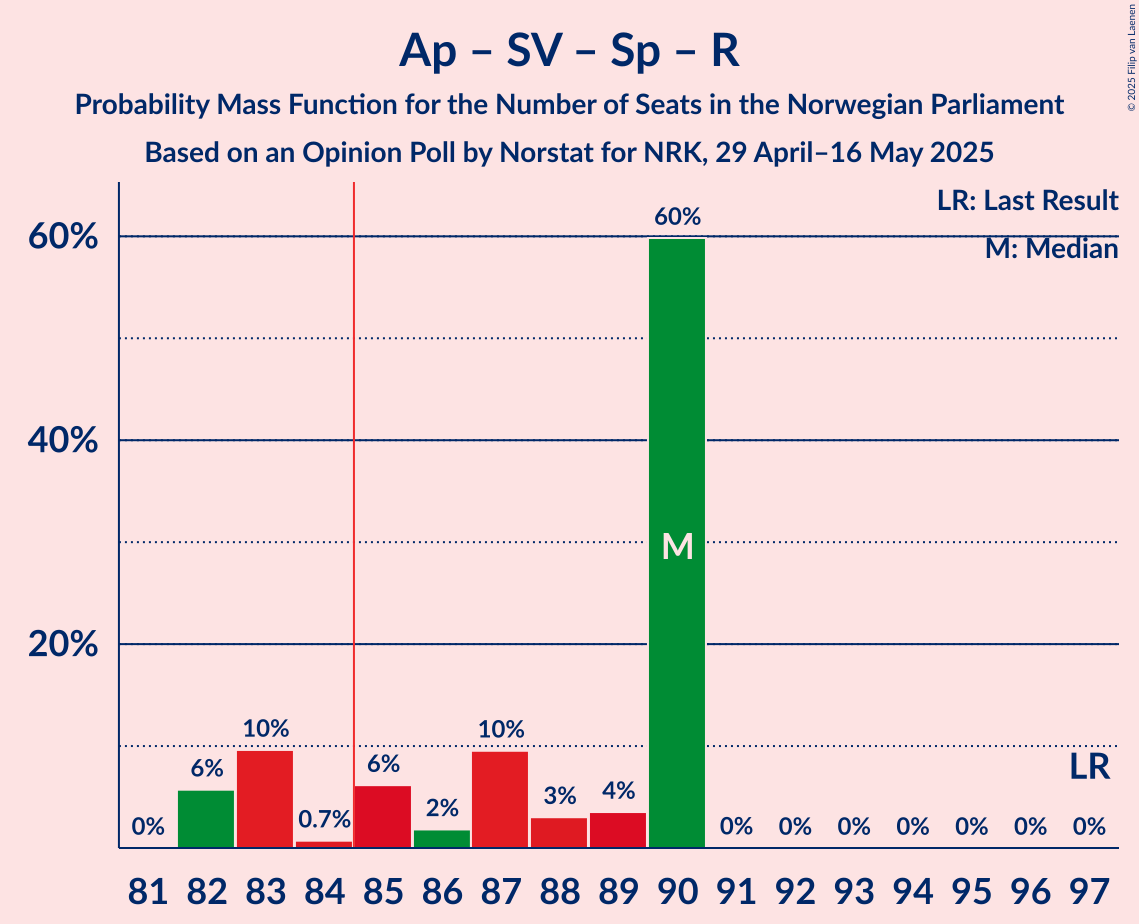 Ap – SV – Sp – R
Probability Mass Function for the Number of Seats in the Norwegian Parliament
Based on an Opinion Poll by Norstat for NRK, 29 April–16 May 2025
© 2025 Filip van Laenen
LR: Last Result
M: Median
60%
40%
20%
0% 6% 10% 0.7% 6% 2% 10% 3% 4% 60% 0% 0% 0% 0% 0% 0% 0%
M
LR
81 82 83 84 85 86 87 88 89 90 91 92 93 94 95 96 97